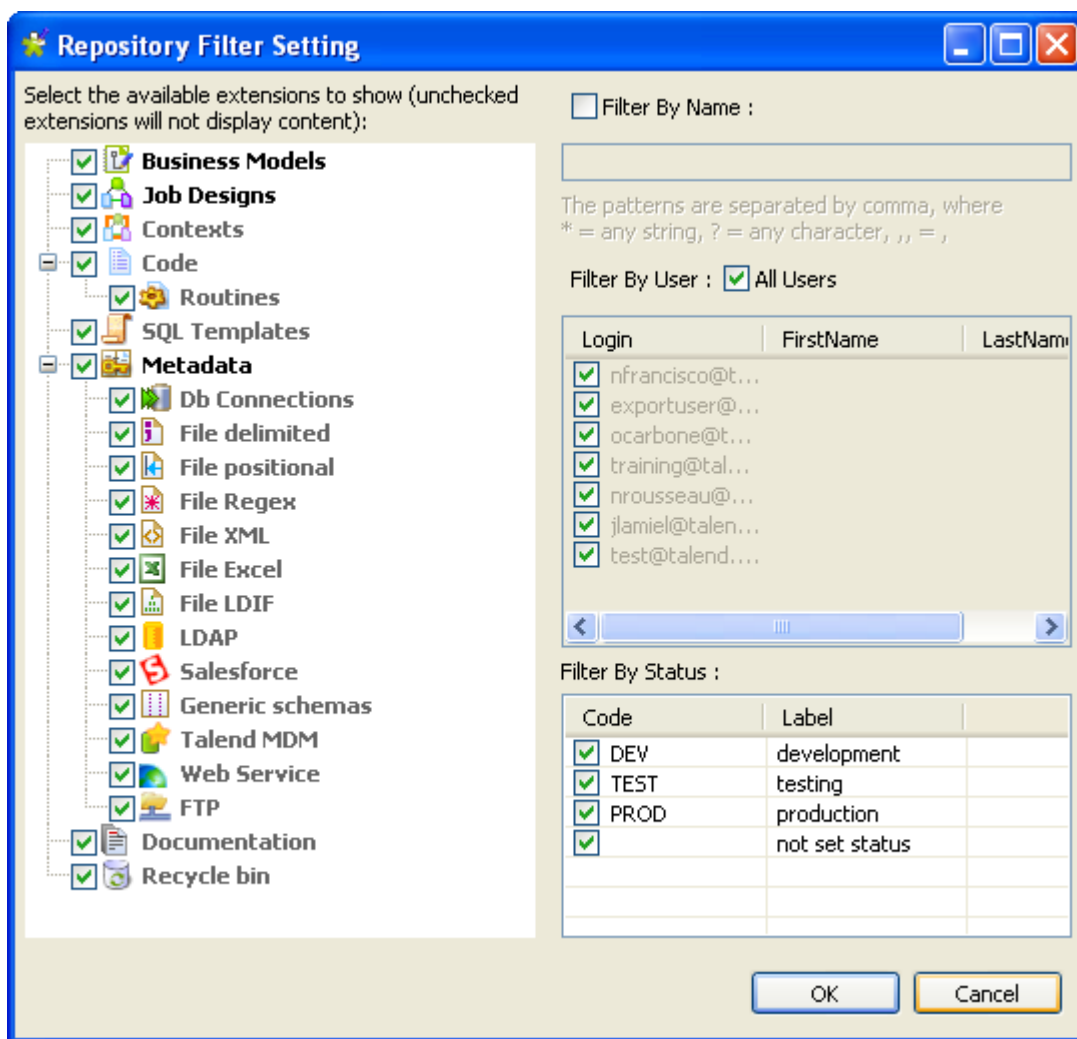 Repository Filter Setting
Select the available extensions to show (unchecked
extensions will not display content):
Business Models
Job Designs
Contexts
Code
Routines
SQL Templates
Metadata
Db Connections
File delimited
File positional
File Regex
File XML
File Excel
File LDIF
LDAP
Salesforce
Generic schemas
Talend MDM
Web Service
FTP
Documentation
Recycle bin
Filter By Name :
The patterns are separated by comma, where
* = any string, ? = any character, ,, = ,
Filter By User : All Users
Login FirstName LastNam
nfrancisco@t...
exportuser@...
ocarbone@t...
training@tal...
nrousseau@...
jlamiel@talen...
test@talend....
Filter By Status :
Code Label
DEV development
TEST testing
PROD production
not set status
OK Cancel